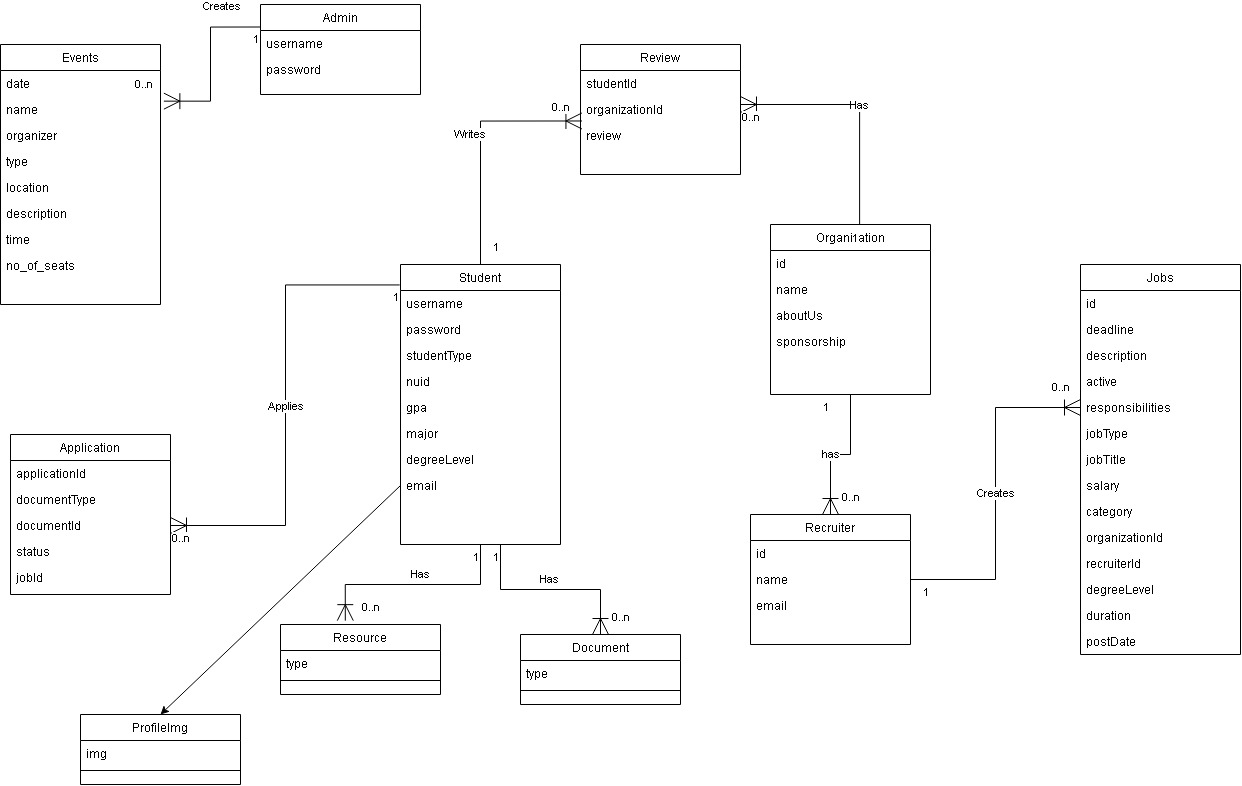 Creates
Admin
1
username
password
Events
date
0..n
name
organizer
type
location
description
time
no_of_seats
Review
studentId
organizationId
review
0..n
Writes
1
Has
0..n
Organi1ation
id
name
aboutUs
sponsorship
1
has
0..n
Student
1
username
password
studentType
nuid
gpa
major
degreeLevel
email
Applies
Application
applicationId
documentType
documentId
status
jobId
0..n
1
Has
0..n
Resource
type
1
Has
0..n
Document
type
ProfileImg
img
Recruiter
id
name
email
1
Creates
0..n
Jobs
id
deadline
description
active
responsibilities
jobType
jobTitle
salary
category
organizationId
recruiterId
degreeLevel
duration
postDate